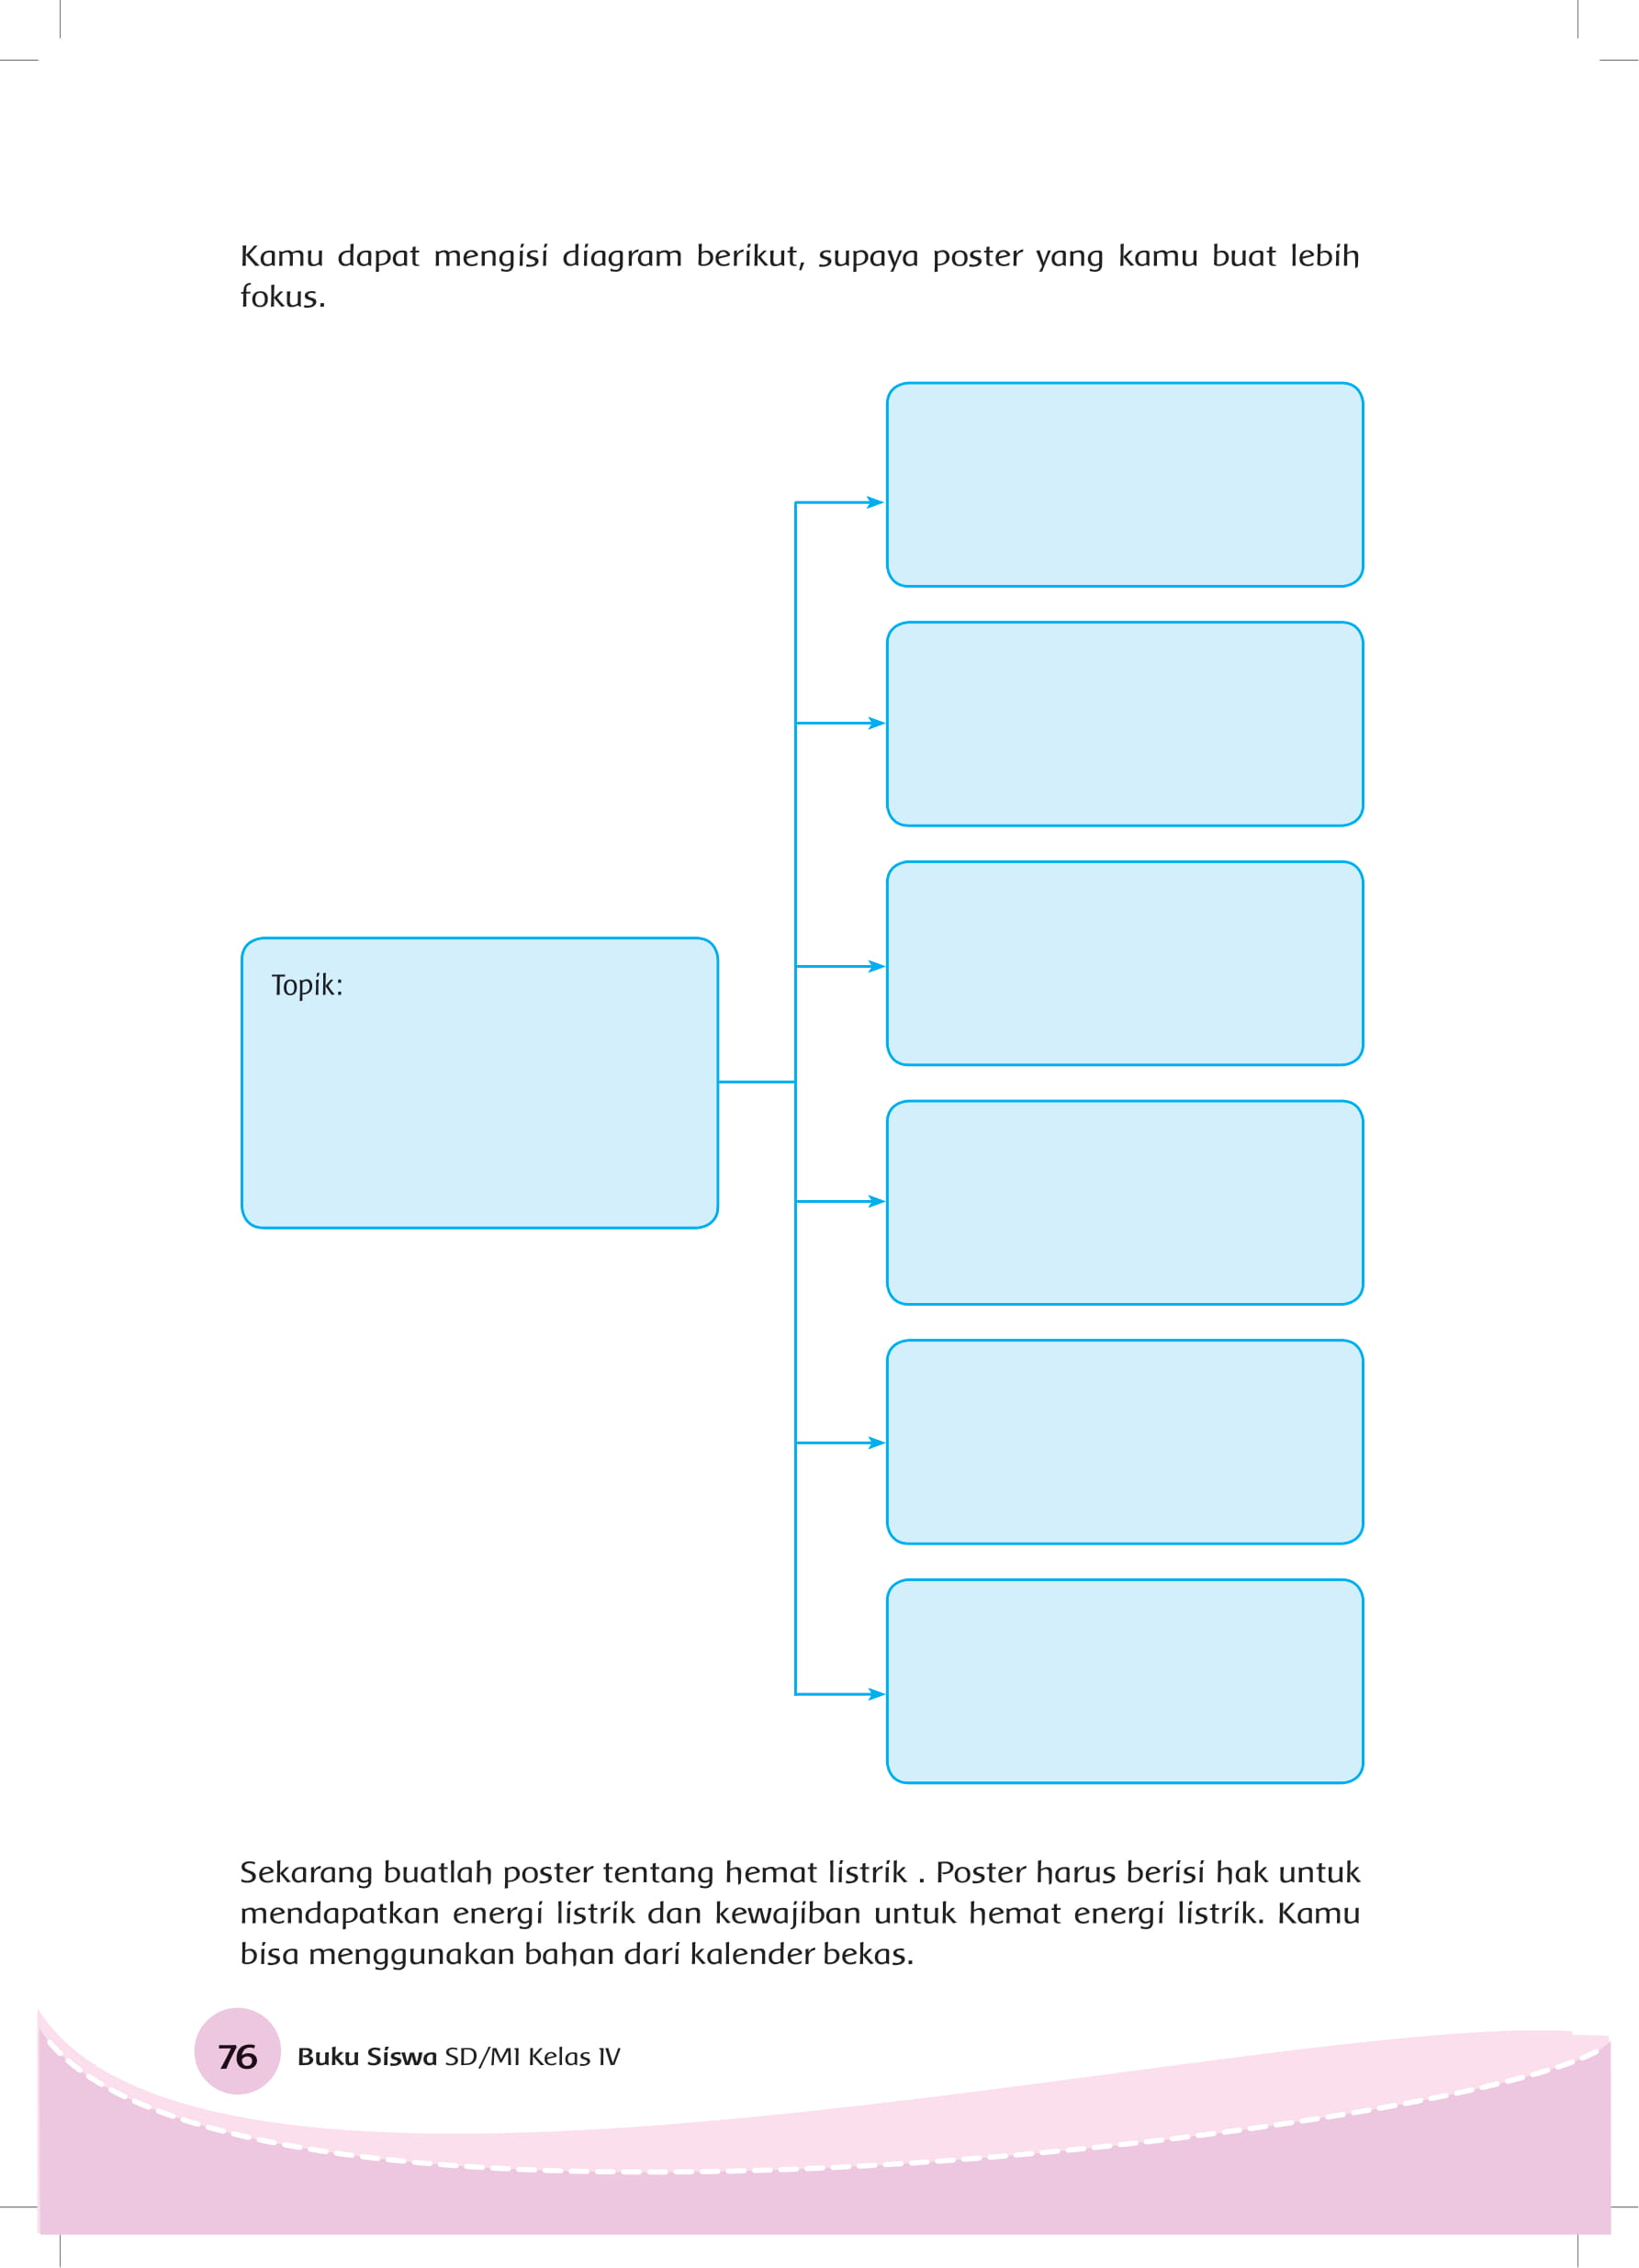 Kamu dapat mengisi diagram berikut, supaya poster yang kamu buat lebih
fokus.
Topik:
Sekarang buatlah poster tentang hemat listrik . Poster harus berisi hak untuk
mendapatkan energi listrik dan kewajiban untuk hemat energi listrik. Kamu
bisa menggunakan bahan dari kalender bekas.
76 Buku Siswa SD/MI Kelas IV